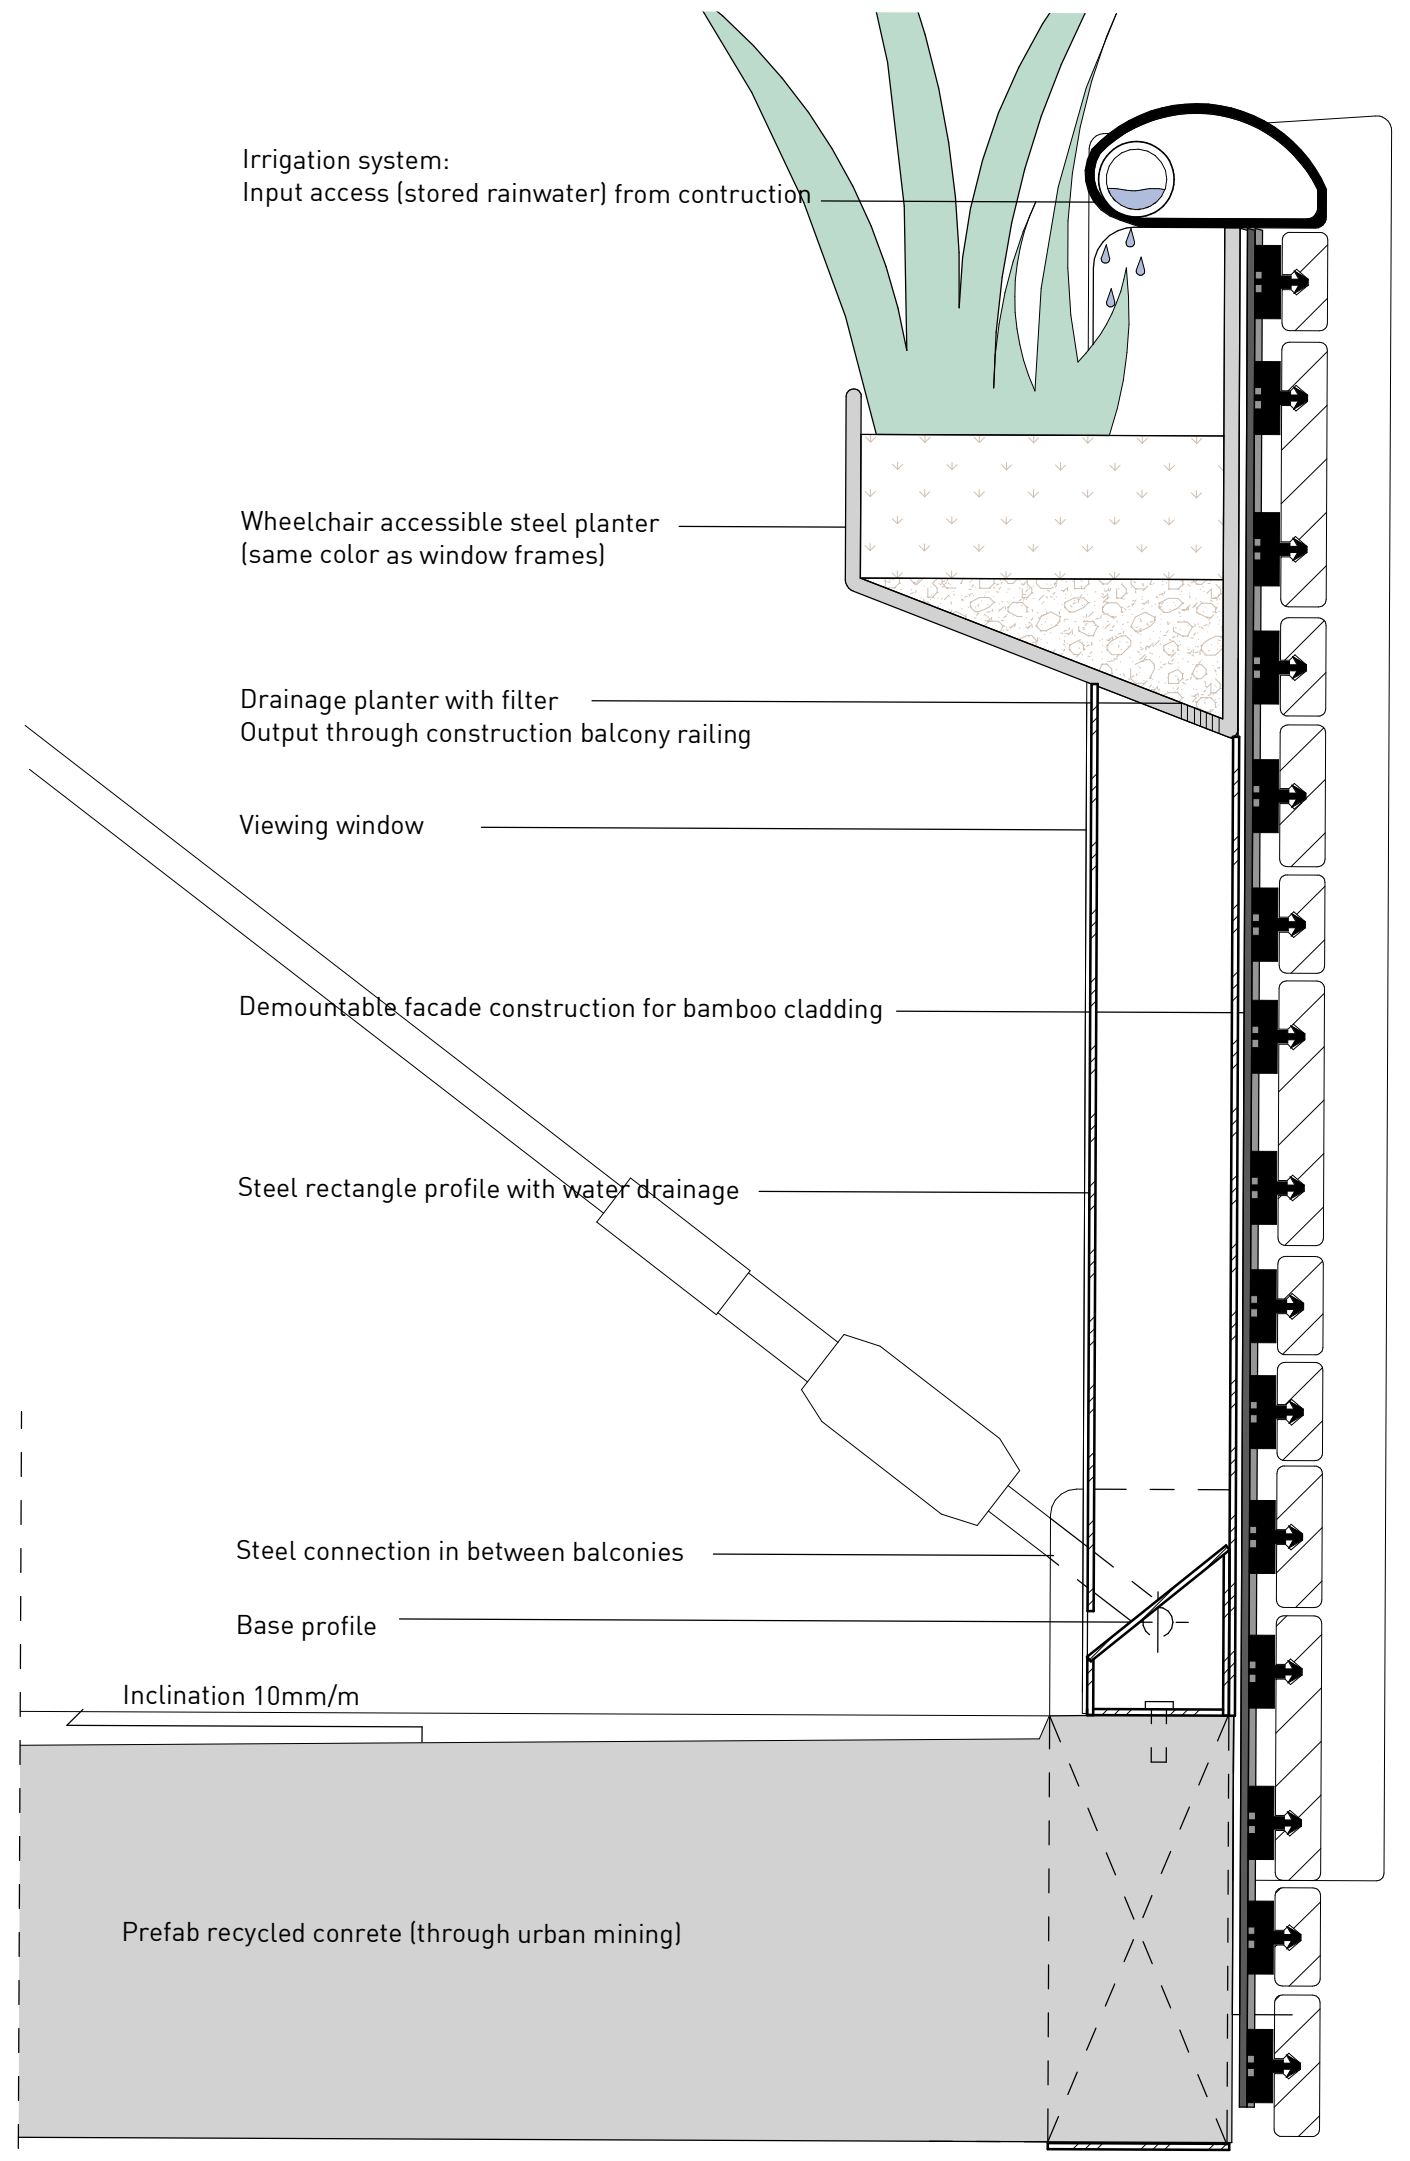 Irrigation system:
Input access (stored rainwater) from contruction
Wheelchair accessible steel planter
(same color as window frames)
Drainage planter with filter
Output through construction balcony railing
Viewing window
Demountable facade construction for bamboo cladding
Steel rectangle profile with water drainage
Steel connection in between balconies
Base profile
Inclination 10mm/m
Prefab recycled conrete (through urban mining)